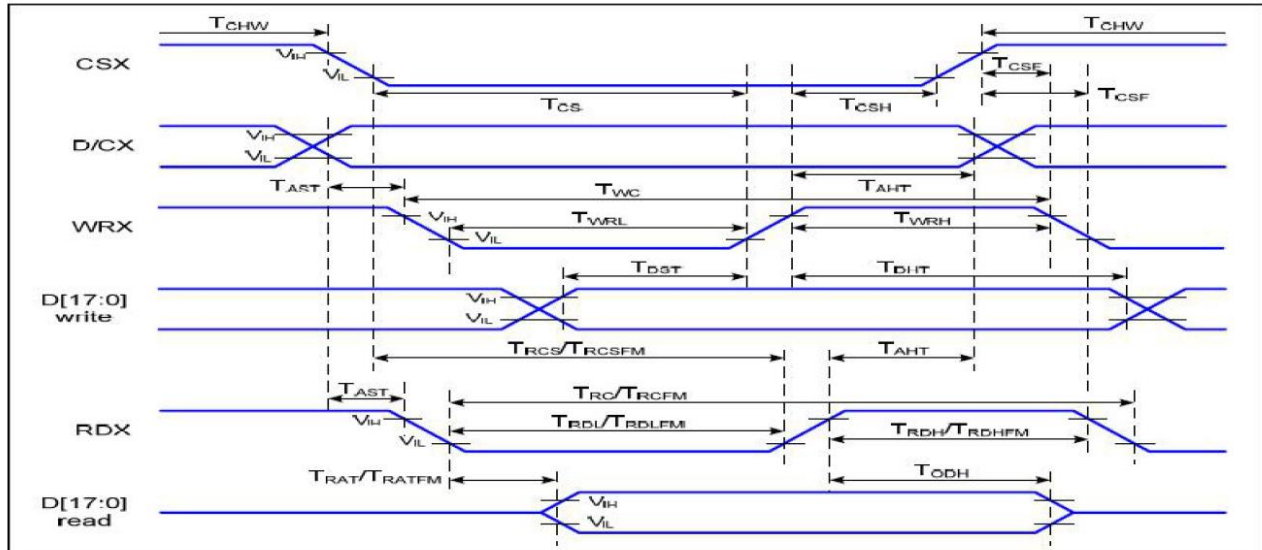 TCHW TCHW
CSX VIH
VIL
TCSF
TCS TCSH TCSF
D/CX VIH
VIL
TAST TWC TAHT
WRX VIH TWRL TWRH
VIL
TDST TDHT
D[17:0] VIH
write VIL
TRCS/TRCSFM TAHT
TAST TRC/TRCFM
RDX VIH TRDL/TRDLFM TRDH/TRDHFM
VIL
TRAT/TRATFM TODH
D[17:0] VIH
read VIL